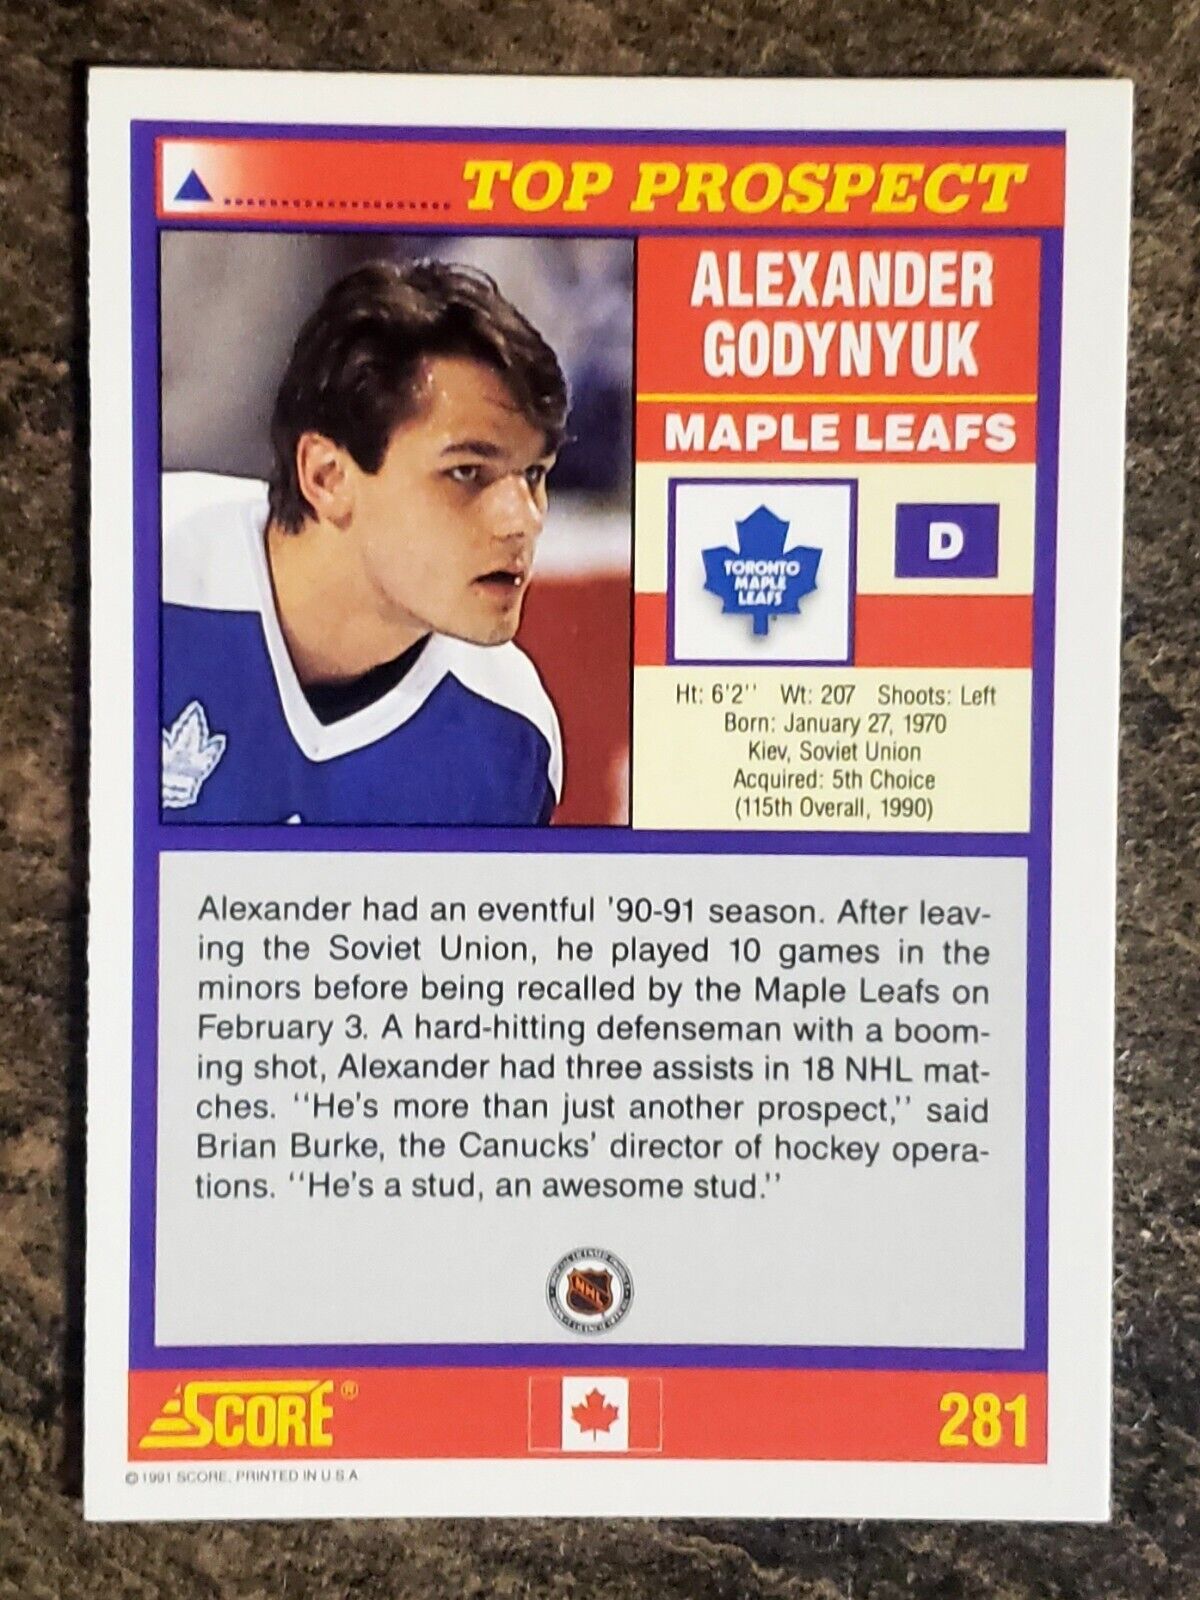 TOP PROSPECT
ALEXANDER
GODYNYUK
MAPLE LEAFS
TORONTO
MAPLE
LEAFS
D
Ht: 6'2'' Wt: 207 Shoots: Left
Born: January 27, 1970
Kiev, Soviet Union
Acquired: 5th Choice
(115th Overall, 1990)
Alexander had an eventful '90-91 season. After leav-
ing the Soviet Union, he played 10 games in the
minors before being recalled by the Maple Leafs on
February 3. A hard-hitting defenseman with a boom-
ing shot, Alexander had three assists in 18 NHL mat-
ches. ''He's more than just another prospect,'' said
Brian Burke, the Canucks' director of hockey opera-
tions. ''He's a stud, an awesome stud.''
NHL
SCORE®
281
© 1991 SCORE, PRINTED IN U.S.A.